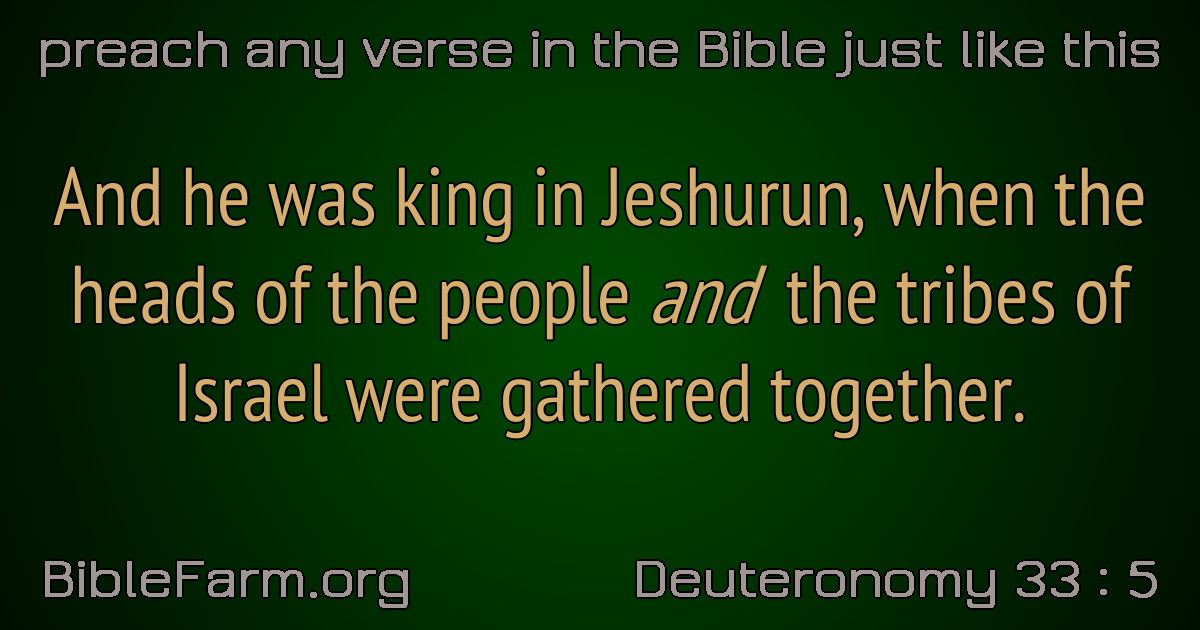 preach any verse in the Bible just like this
And he was king in Jeshurun, when the
heads of the people and the tribes of
Israel were gathered together.
BibleFarm.org
Deuteronomy 33 : 5